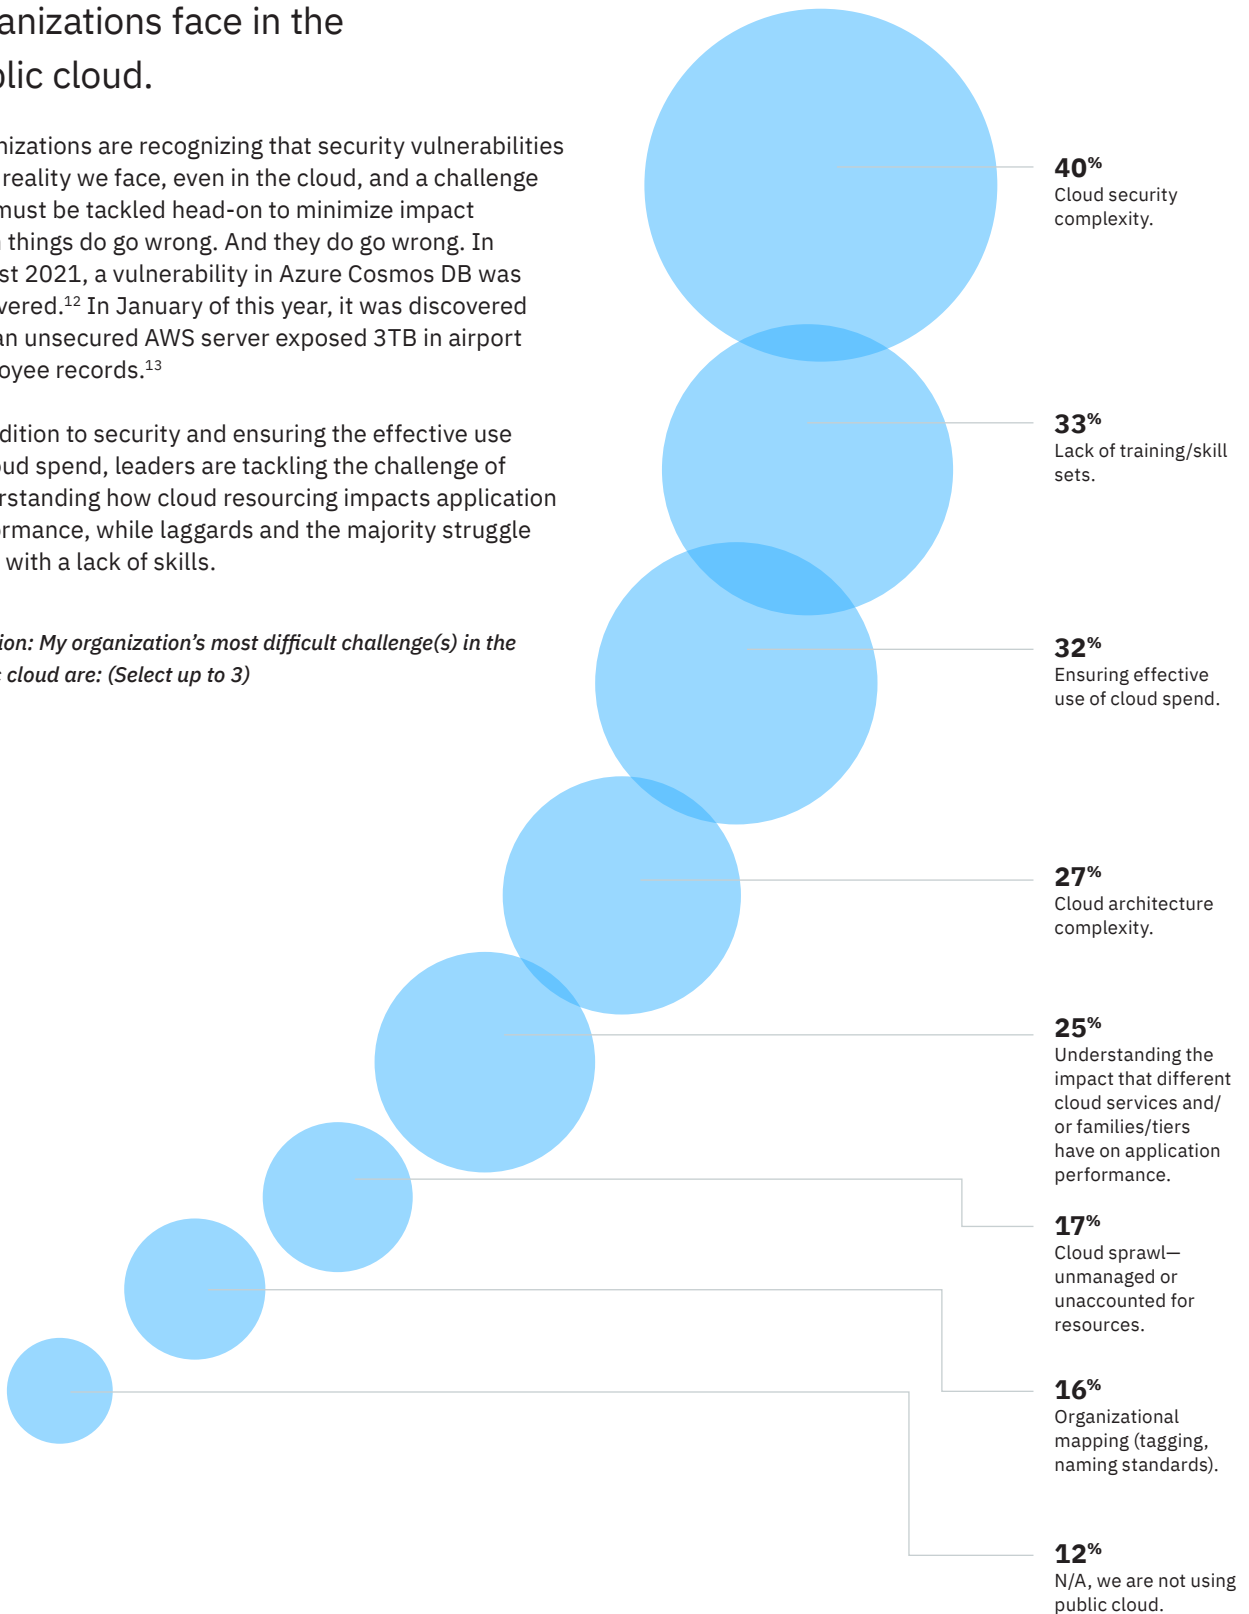 anizations face in the
lic cloud.
nizations are recognizing that security vulnerabilities
reality we face, even in the cloud, and a challenge
must be tackled head-on to minimize impact
things do go wrong. And they do go wrong. In
st 2021, a vulnerability in Azure Cosmos DB was
vered.¹² In January of this year, it was discovered
an unsecured AWS server exposed 3TB in airport
oyee records.¹³
dition to security and ensuring the effective use
oud spend, leaders are tackling the challenge of
rstanding how cloud resourcing impacts application
rmance, while laggards and the majority struggle
with a lack of skills.
ion: My organization’s most difficult challenge(s) in the
cloud are: (Select up to 3)
40%
Cloud security
complexity.
33%
Lack of training/skill
sets.
32%
Ensuring effective
use of cloud spend.
27%
Cloud architecture
complexity.
25%
Understanding the
impact that different
cloud services and/
or families/tiers
have on application
performance.
17%
Cloud sprawl—
unmanaged or
unaccounted for
resources.
16%
Organizational
mapping (tagging,
naming standards).
12%
N/A, we are not using
public cloud.